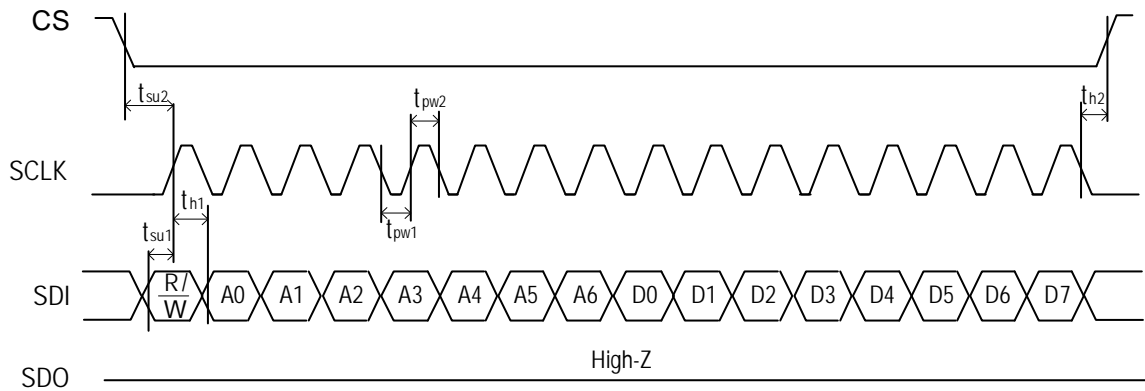 CS
tsu2
tpw2
th2
SCLK
th1
tpw1
tsu1
SDI R/W A0 A1 A2 A3 A4 A5 A6 D0 D1 D2 D3 D4 D5 D6 D7
High-Z
SDO